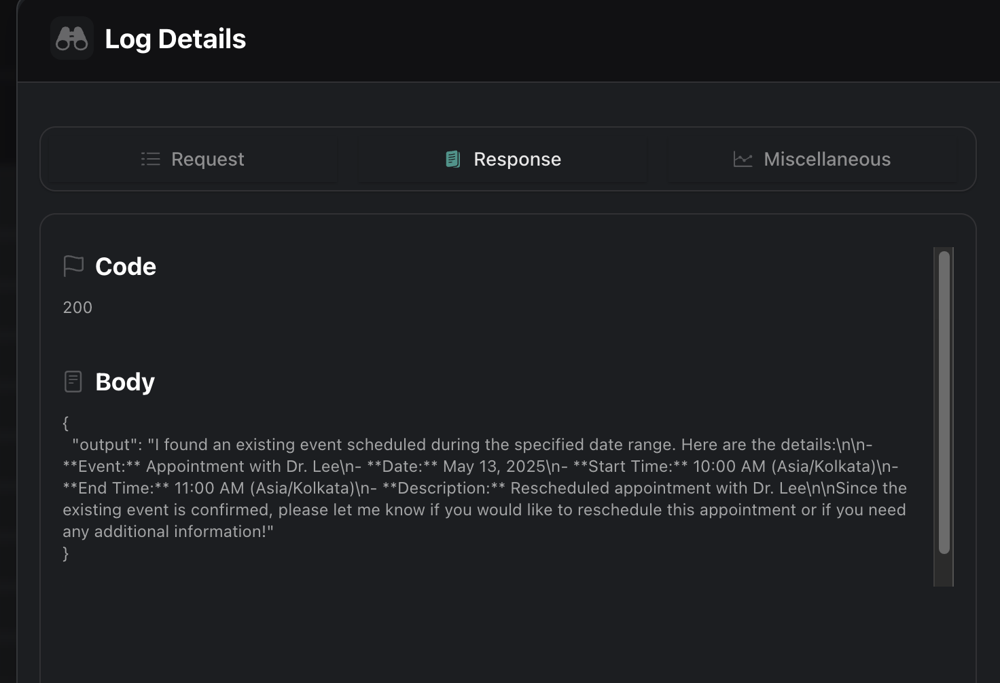 Log Details
Request
Response
Miscellaneous
Code
200
Body
{
"output": "I found an existing event scheduled during the specified date range. Here are the details:\n\n-
**Event:** Appointment with Dr. Lee\n- **Date:** May 13, 2025\n- **Start Time:** 10:00 AM (Asia/Kolkata)\n-
**End Time:** 11:00 AM (Asia/Kolkata)\n- **Description:** Rescheduled appointment with Dr. Lee\n\nSince the
existing event is confirmed, please let me know if you would like to reschedule this appointment or if you need
any additional information!"
}